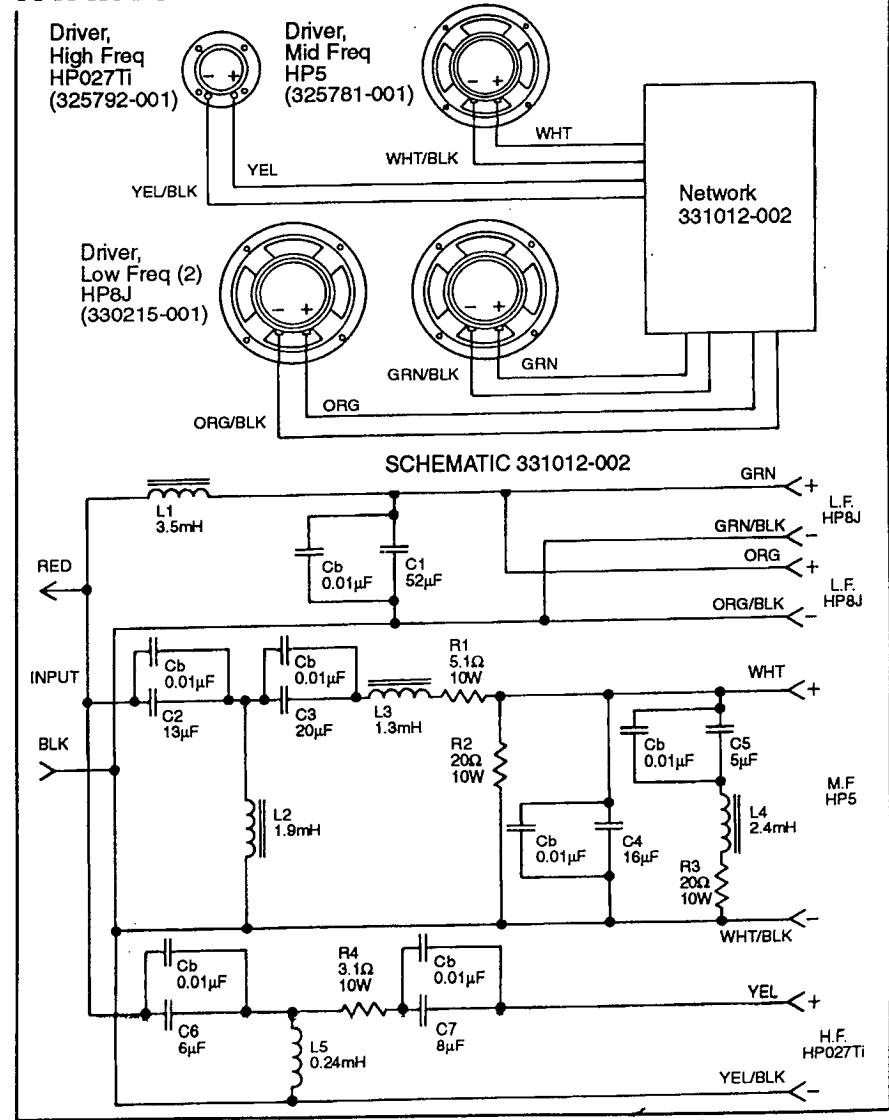 Driver,
High Freq
HP027Ti
(325792-001)
Driver,
Mid Freq
HP5
(325781-001)
- +
- +
WHT
WHT/BLK
YEL
YEL/BLK
Network
331012-002
Driver,
Low Freq (2)
HP8J
(330215-001)
- +
- +
GRN
GRN/BLK
ORG
ORG/BLK
SCHEMATIC 331012-002
L1
3.5mH
GRN
+
L.F.
HP8J
GRN/BLK
-
Cb
0.01µF
C1
52µF
ORG
+
L.F.
HP8J
ORG/BLK
-
RED
INPUT
BLK
Cb
0.01µF
C2
13µF
Cb
0.01µF
C3
20µF
L3
1.3mH
R1
5.1Ω
10W
WHT
+
R2
20Ω
10W
Cb
0.01µF
C5
5µF
M.F
HP5
L2
1.9mH
Cb
0.01µF
C4
16µF
L4
2.4mH
R3
20Ω
10W
-
WHT/BLK
Cb
0.01µF
C6
6µF
R4
3.1Ω
10W
Cb
0.01µF
C7
8µF
YEL
+
L5
0.24mH
H.F.
HP027Ti
YEL/BLK
-